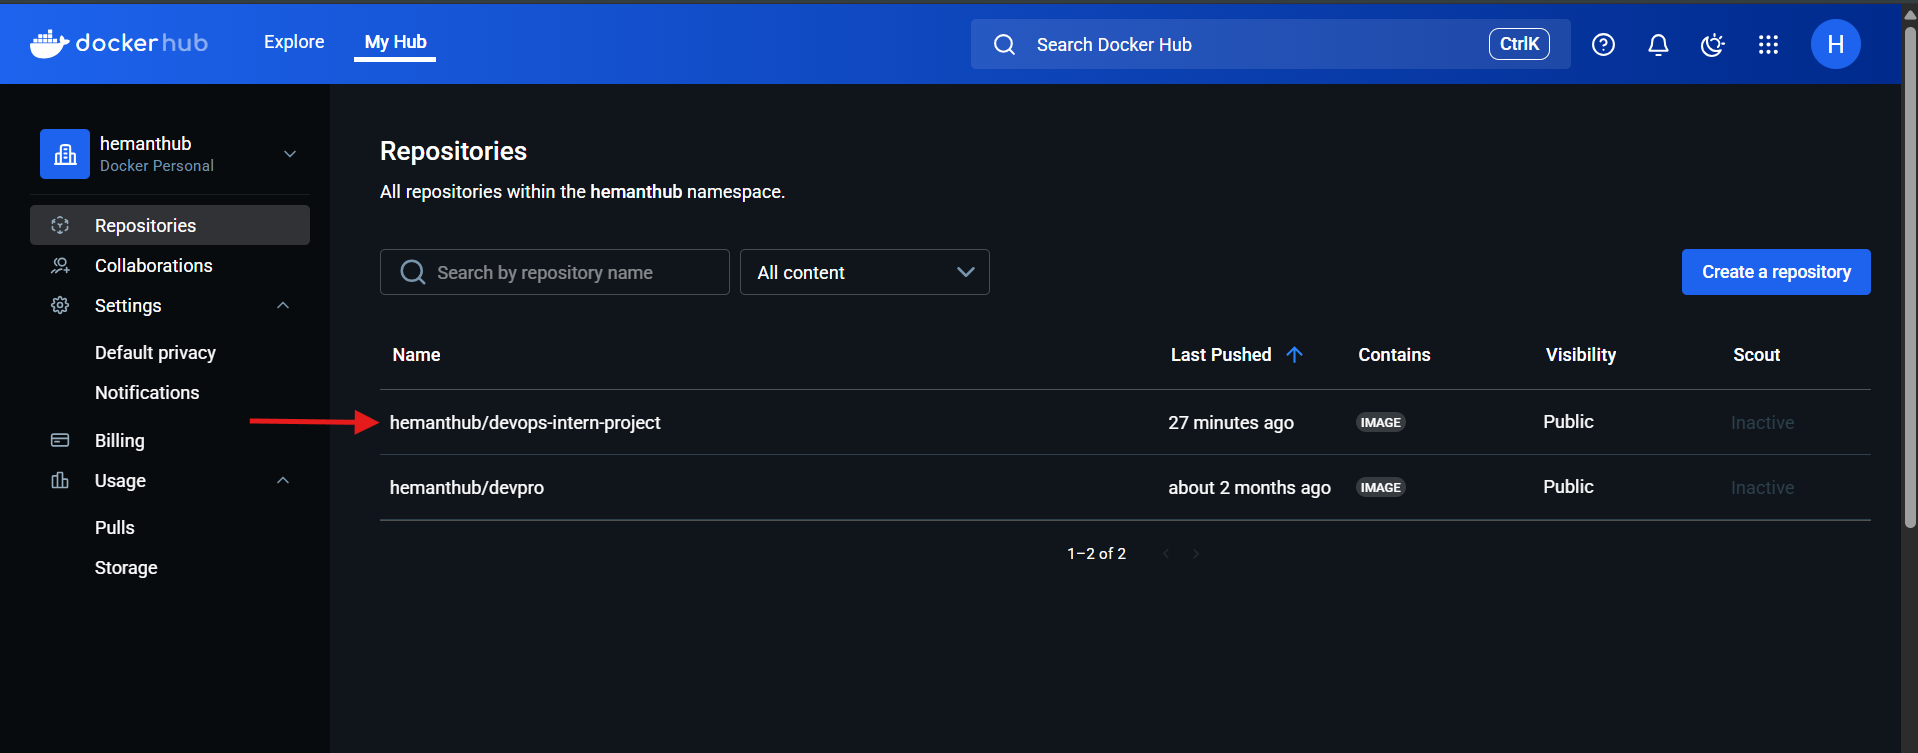 dockerhub Explore My Hub Search Docker Hub CtrlK H
hemanthub
Docker Personal
Repositories
Collaborations
Settings
Default privacy
Notifications
Billing
Usage
Pulls
Storage
Repositories
All repositories within the hemanthub namespace.
Search by repository name All content Create a repository
Name Last Pushed Contains Visibility Scout
hemanthub/devops-intern-project 27 minutes ago IMAGE Public Inactive
hemanthub/devpro about 2 months ago IMAGE Public Inactive
1–2 of 2